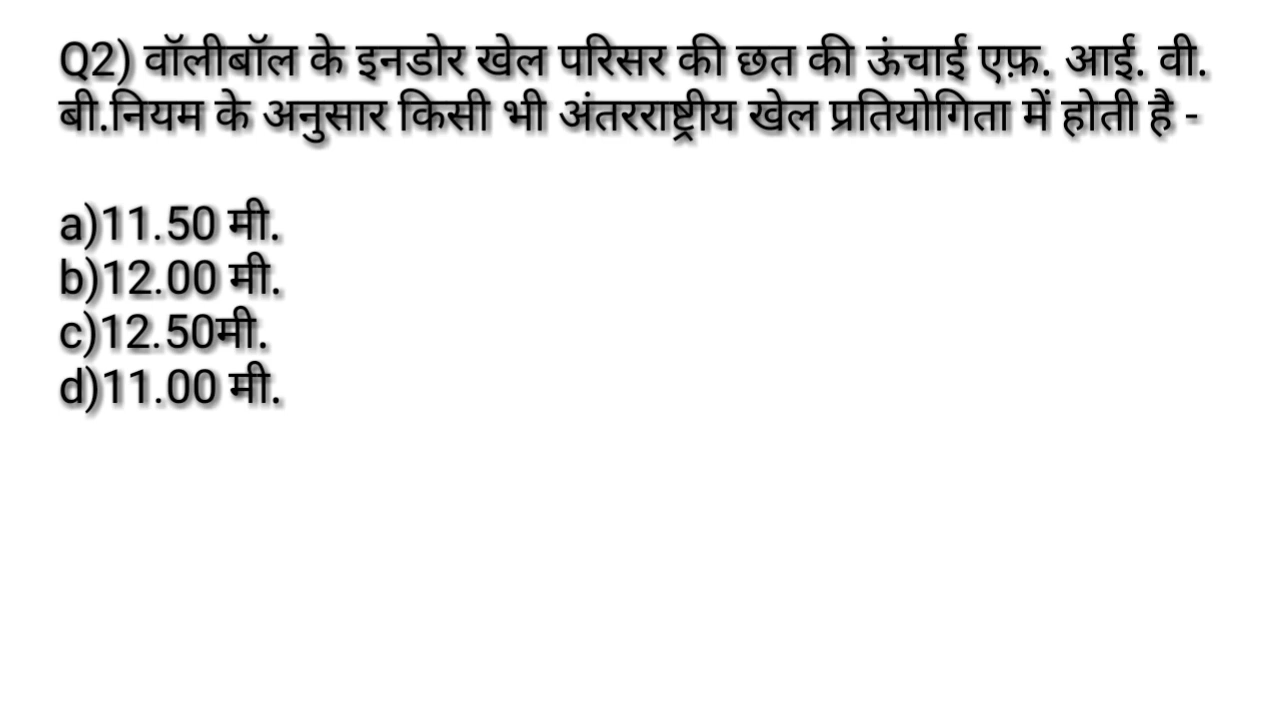 Q2) वॉलीबॉल के इनडोर खेल परिसर की छत की ऊंचाई एफ़. आई. वी.
बी.नियम के अनुसार किसी भी अंतरराष्ट्रीय खेल प्रतियोगिता में होती है -
a)11.50 मी.
b)12.00 मी.
c)12.50मी.
d)11.00 मी.